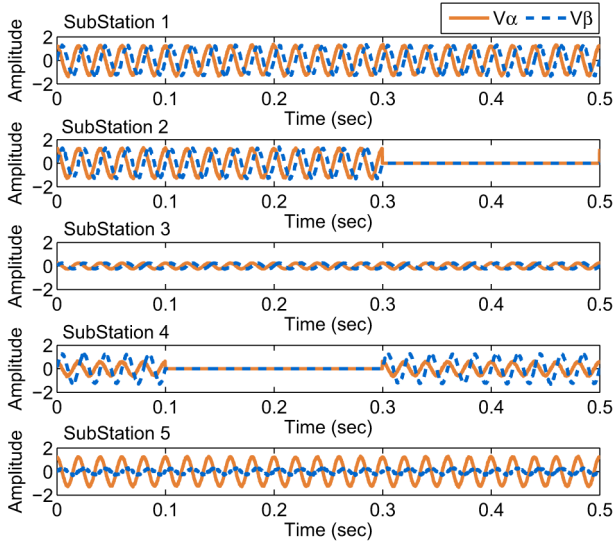 SubStation 1
Vα Vβ
Amplitude
2
0
−2
0 0.1 0.2 0.3 0.4 0.5
Time (sec)
SubStation 2
Amplitude
2
0
−2
0 0.1 0.2 0.3 0.4 0.5
Time (sec)
SubStation 3
Amplitude
2
0
−2
0 0.1 0.2 0.3 0.4 0.5
Time (sec)
SubStation 4
Amplitude
2
0
−2
0 0.1 0.2 0.3 0.4 0.5
Time (sec)
SubStation 5
Amplitude
2
0
−2
0 0.1 0.2 0.3 0.4 0.5
Time (sec)